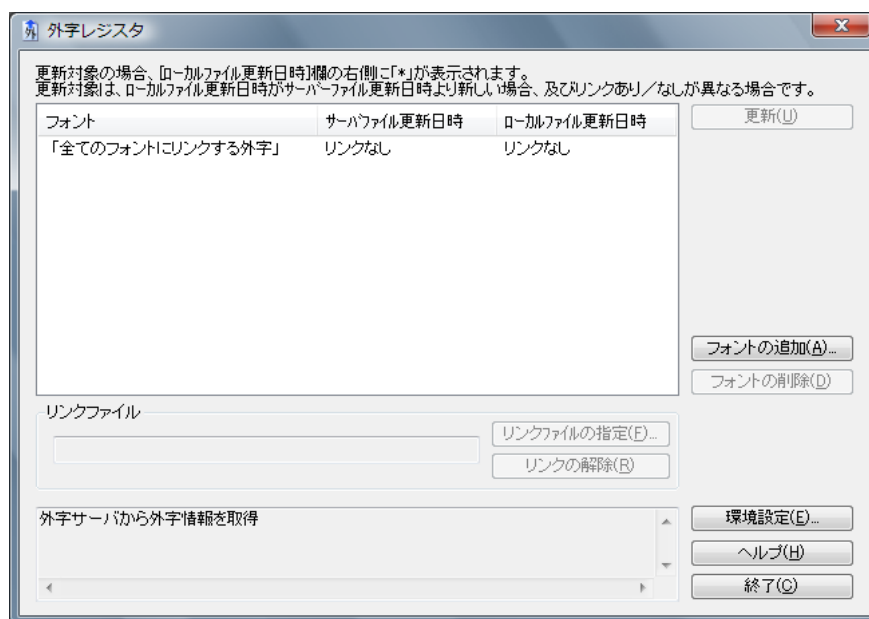 外字レジスタ
更新対象の場合、[ローカルファイル更新日時]欄の右側に「*」が表示されます。
更新対象は、ローカルファイル更新日時がサーバーファイル更新日時より新しい場合、及びリンクあり/なしが異なる場合です。
フォント サーバファイル更新日時 ローカルファイル更新日時
「全てのフォントにリンクする外字」 リンクなし リンクなし
更新(U)
フォントの追加(A)...
フォントの削除(D)
リンクファイル
リンクファイルの指定(F)...
リンクの解除(R)
外字サーバから外字情報を取得
環境設定(E)...
ヘルプ(H)
終了(C)